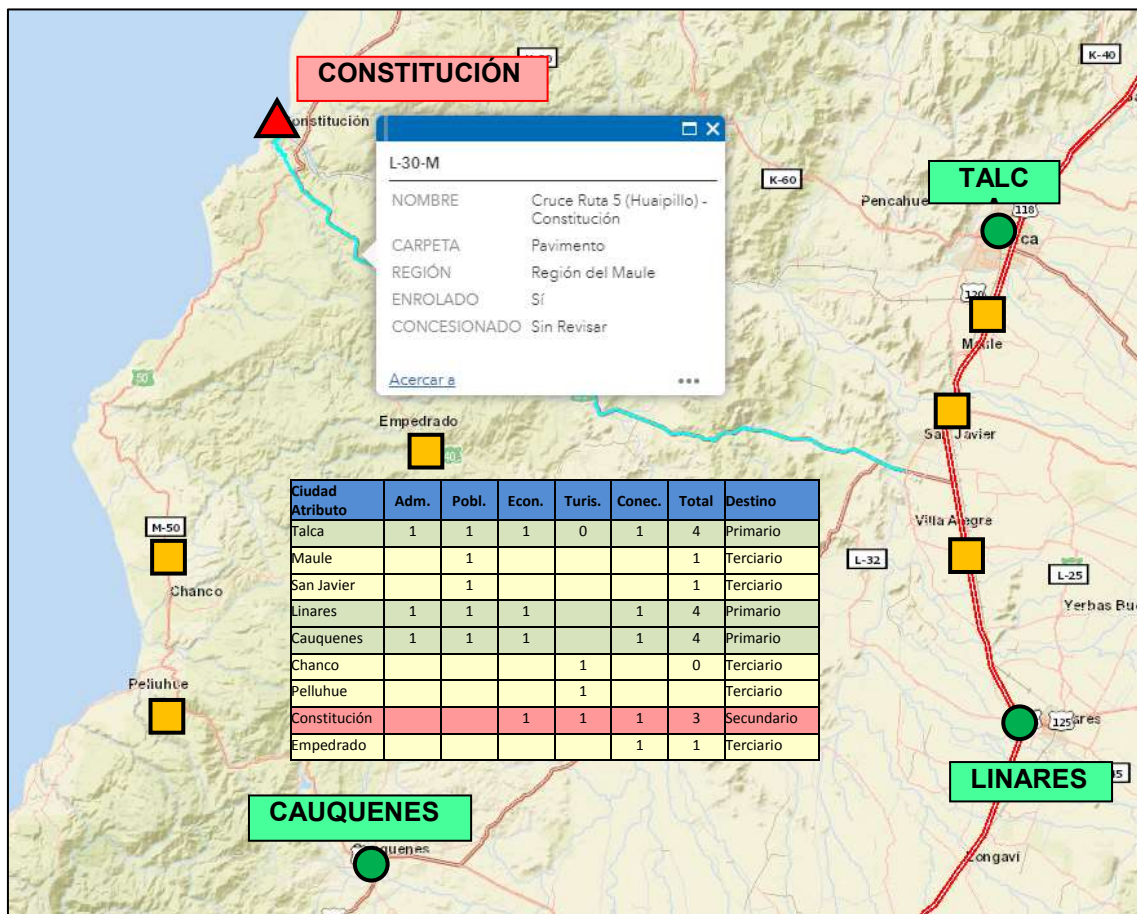 K-40
CONSTITUCIÓN
onstitución
L-30-M
NOMBRE Cruce Ruta 5 (Huaipillo) -
Constitución
CARPETA Pavimento
REGIÓN Región del Maule
ENROLADO Sí
CONCESIONADO Sin Revisar
Acercar a
K-60
TALC
Pencahue
118
ca
120
Maule
50
Empedrado
40
San Javier
Ciudad Atributo Adm. Pobl. Econ. Turis. Conec. Total Destino
Talca 1 1 1 0 1 4 Primario
Maule 1 1 Terciario
San Javier 1 1 Terciario
Linares 1 1 1 1 4 Primario
Cauquenes 1 1 1 1 4 Primario
Chanco 1 0 Terciario
Pelluhue 1 Terciario
Constitución 1 1 1 3 Secundario
Empedrado 1 1 Terciario
M-50
Chanco
Villa Alegre
L-32
L-25
Yerbas Bu
Pelluhue
125
ares
LINARES
CAUQUENES
quenes
Longaví